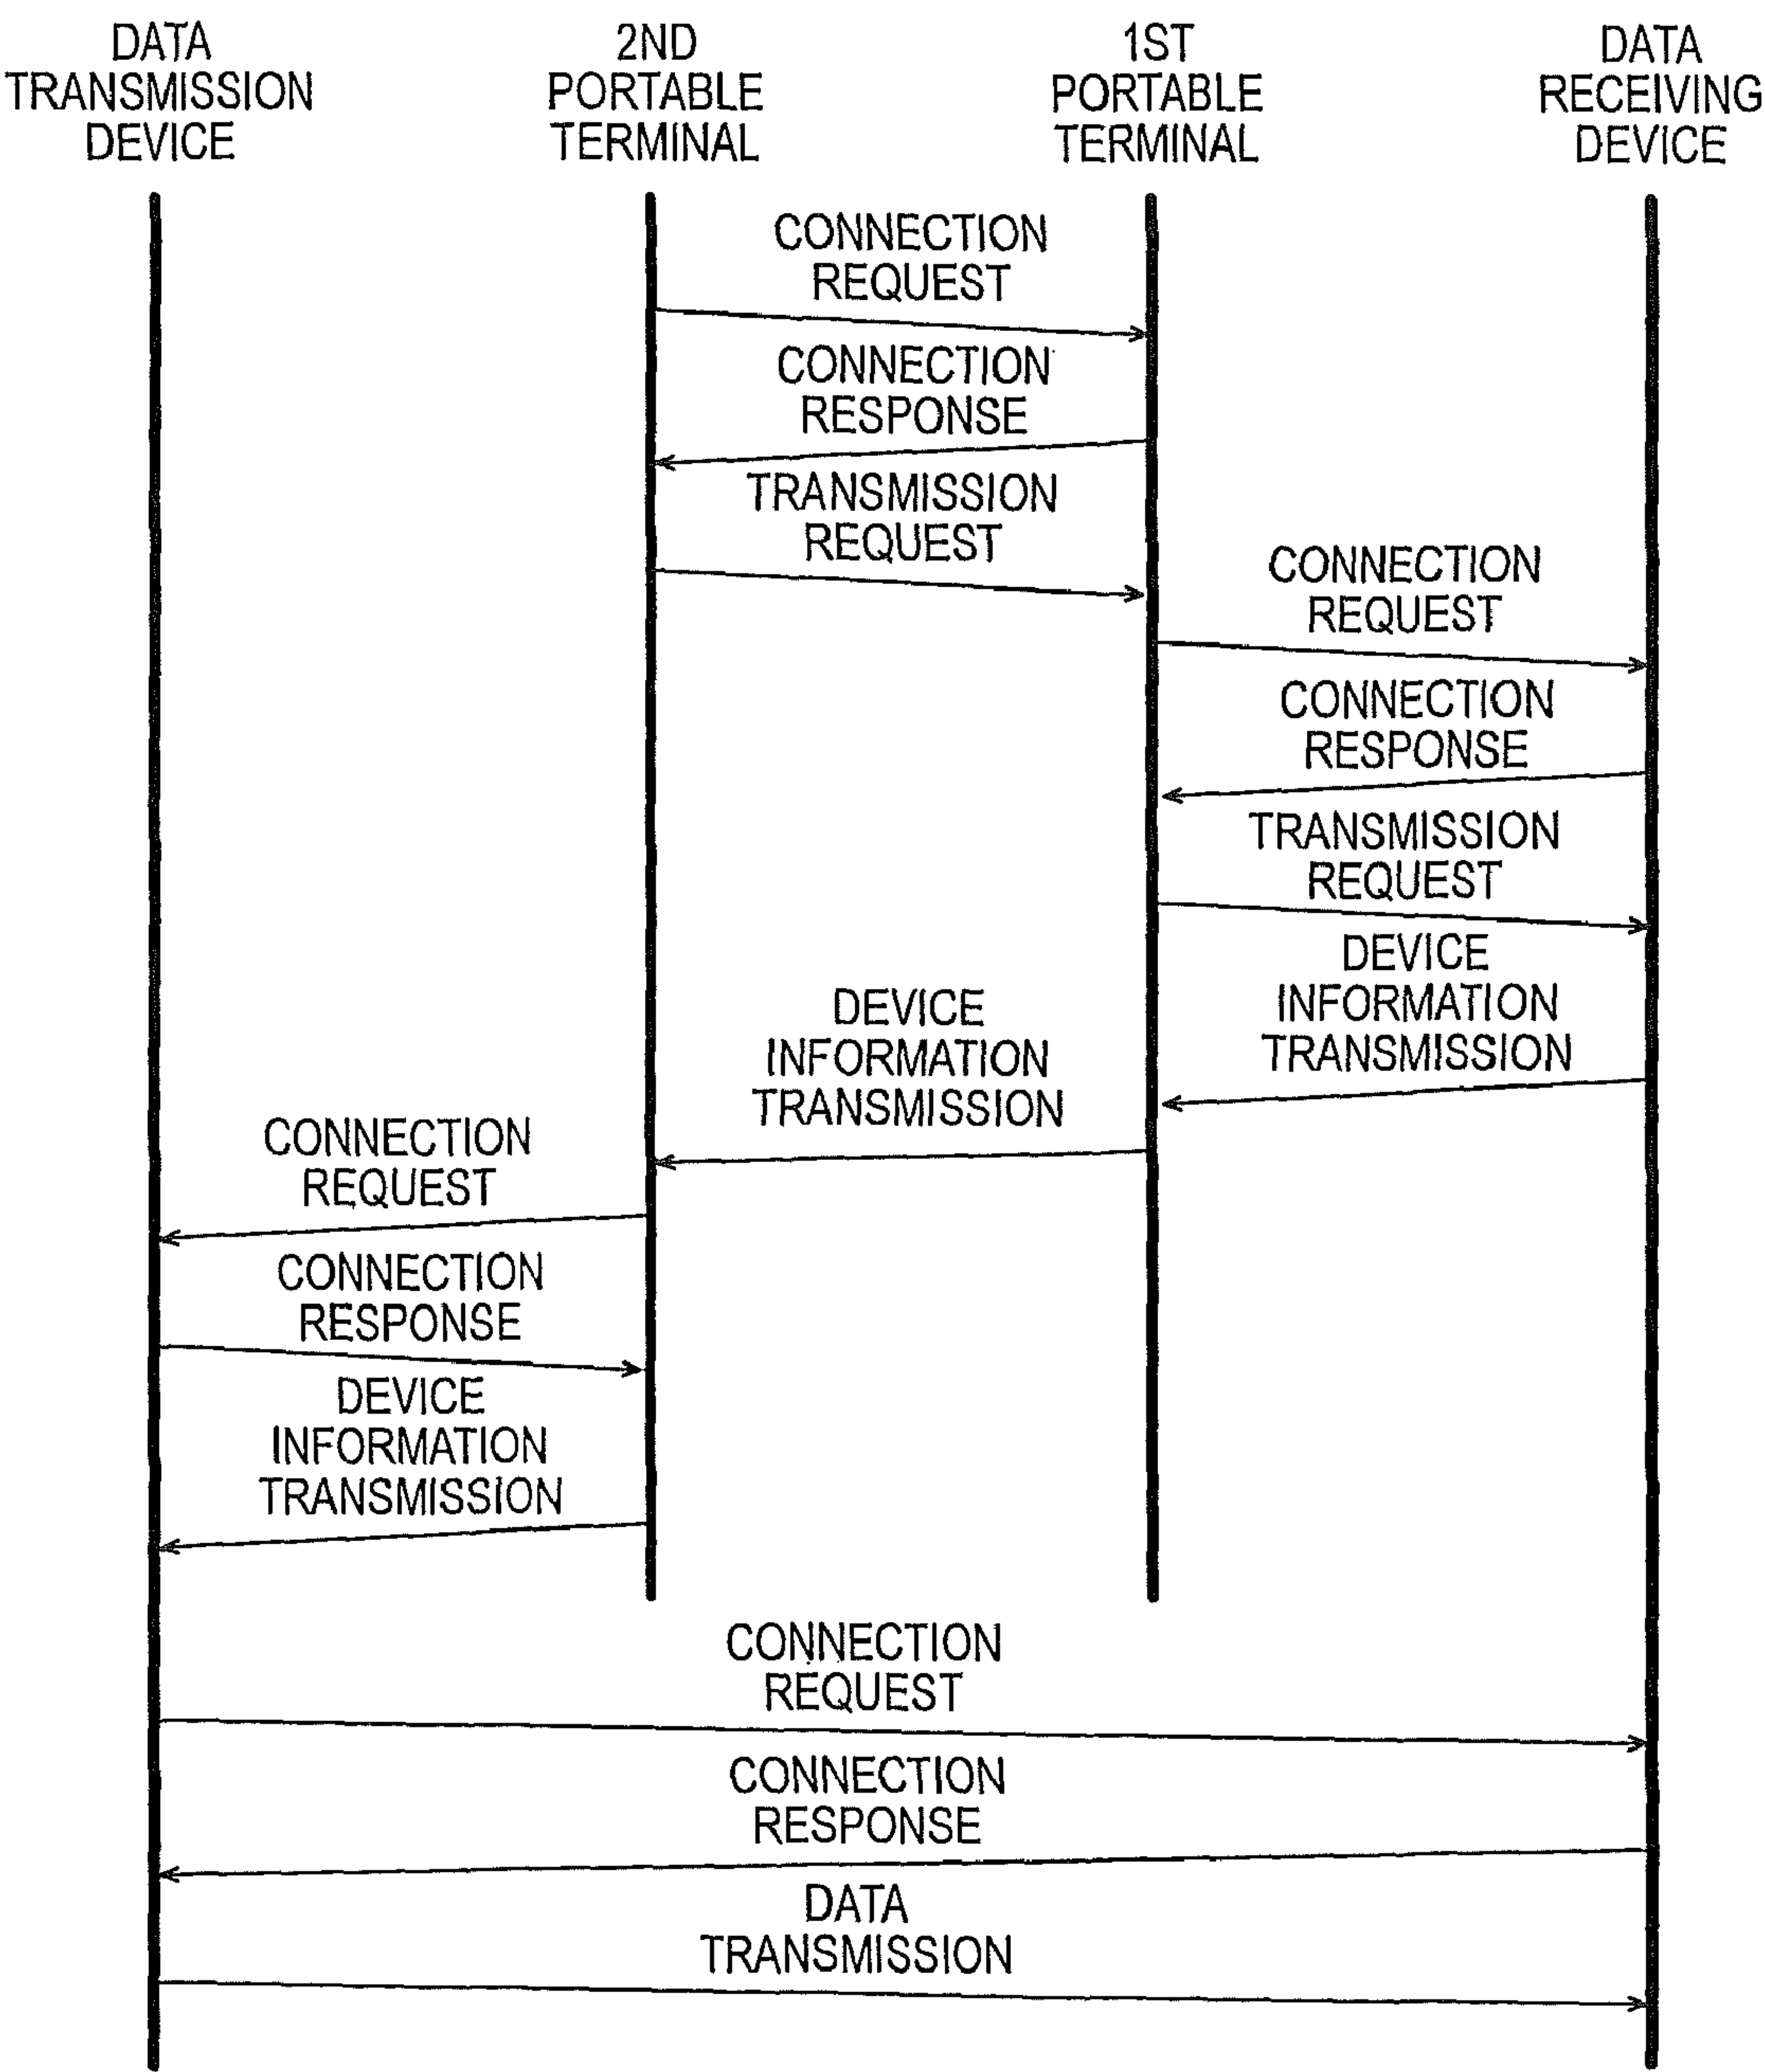 DATA
TRANSMISSION
DEVICE
2ND
PORTABLE
TERMINAL
1ST
PORTABLE
TERMINAL
DATA
RECEIVING
DEVICE
CONNECTION
REQUEST
CONNECTION
RESPONSE
TRANSMISSION
REQUEST
CONNECTION
REQUEST
CONNECTION
RESPONSE
TRANSMISSION
REQUEST
DEVICE
INFORMATION
TRANSMISSION
DEVICE
INFORMATION
TRANSMISSION
CONNECTION
REQUEST
CONNECTION
RESPONSE
DEVICE
INFORMATION
TRANSMISSION
CONNECTION
REQUEST
CONNECTION
RESPONSE
DATA
TRANSMISSION